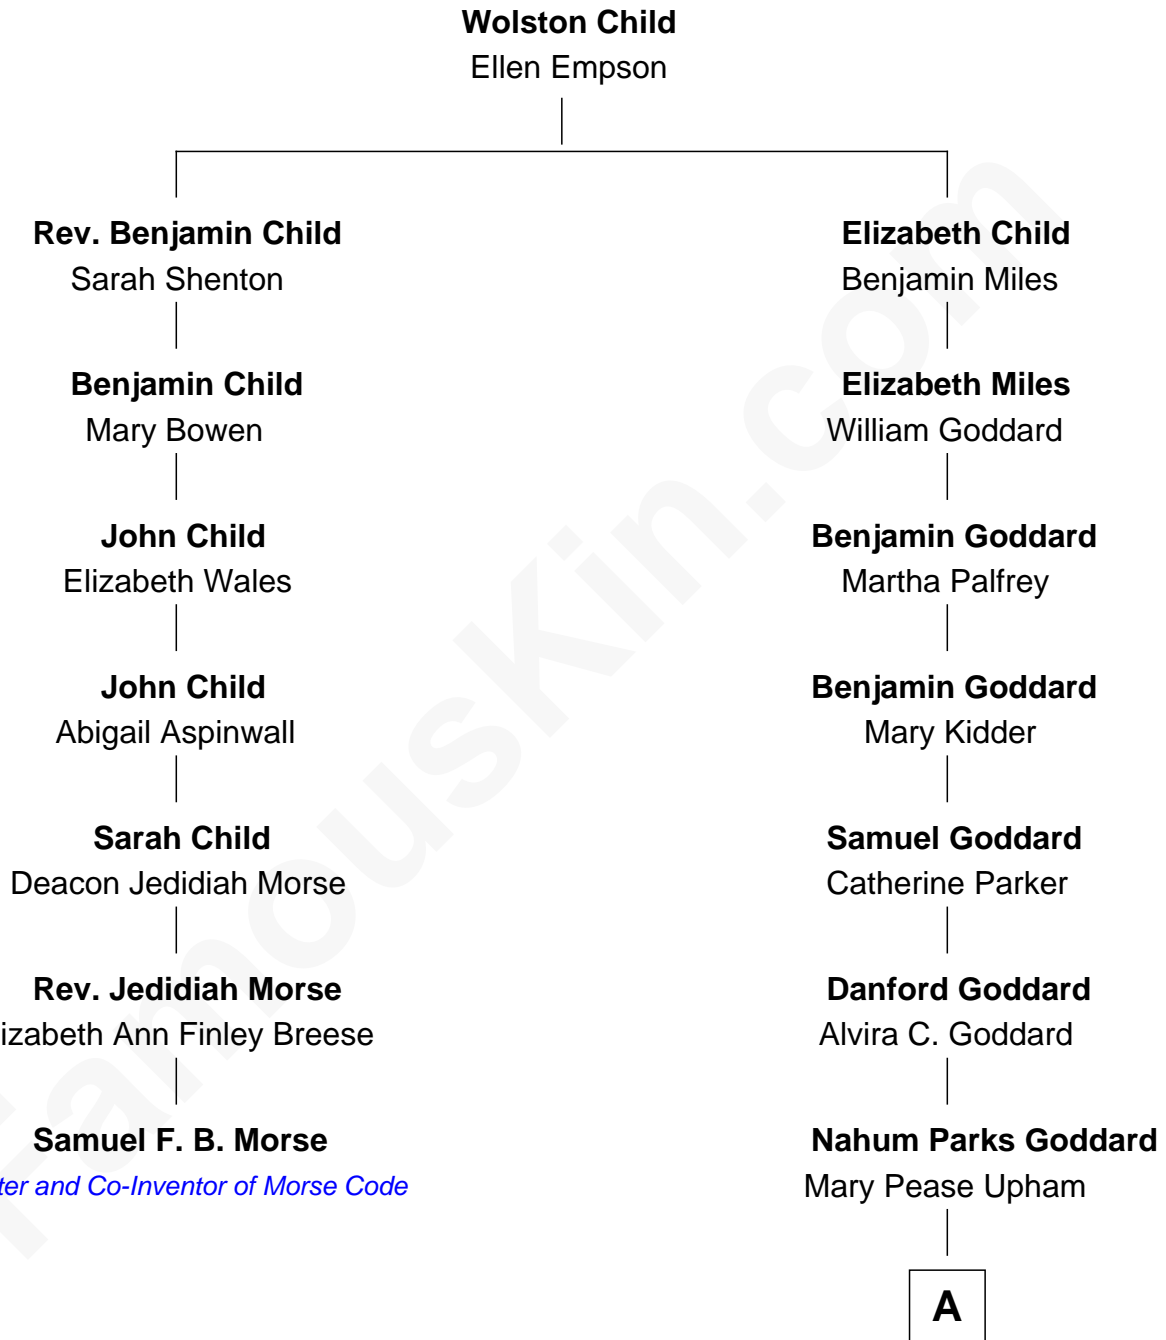 Wolston Child
Ellen Empson
Rev. Benjamin Child
Sarah Shenton
Benjamin Child
Mary Bowen
John Child
Elizabeth Wales
John Child
Abigail Aspinwall
Sarah Child
Deacon Jedidiah Morse
Rev. Jedidiah Morse
izabeth Ann Finley Breese
Samuel F. B. Morse
ter and Co-Inventor of Morse Code
Elizabeth Child
Benjamin Miles
Elizabeth Miles
William Goddard
Benjamin Goddard
Martha Palfrey
Benjamin Goddard
Mary Kidder
Samuel Goddard
Catherine Parker
Danford Goddard
Alvira C. Goddard
Nahum Parks Goddard
Mary Pease Upham
A
FamousKin.com